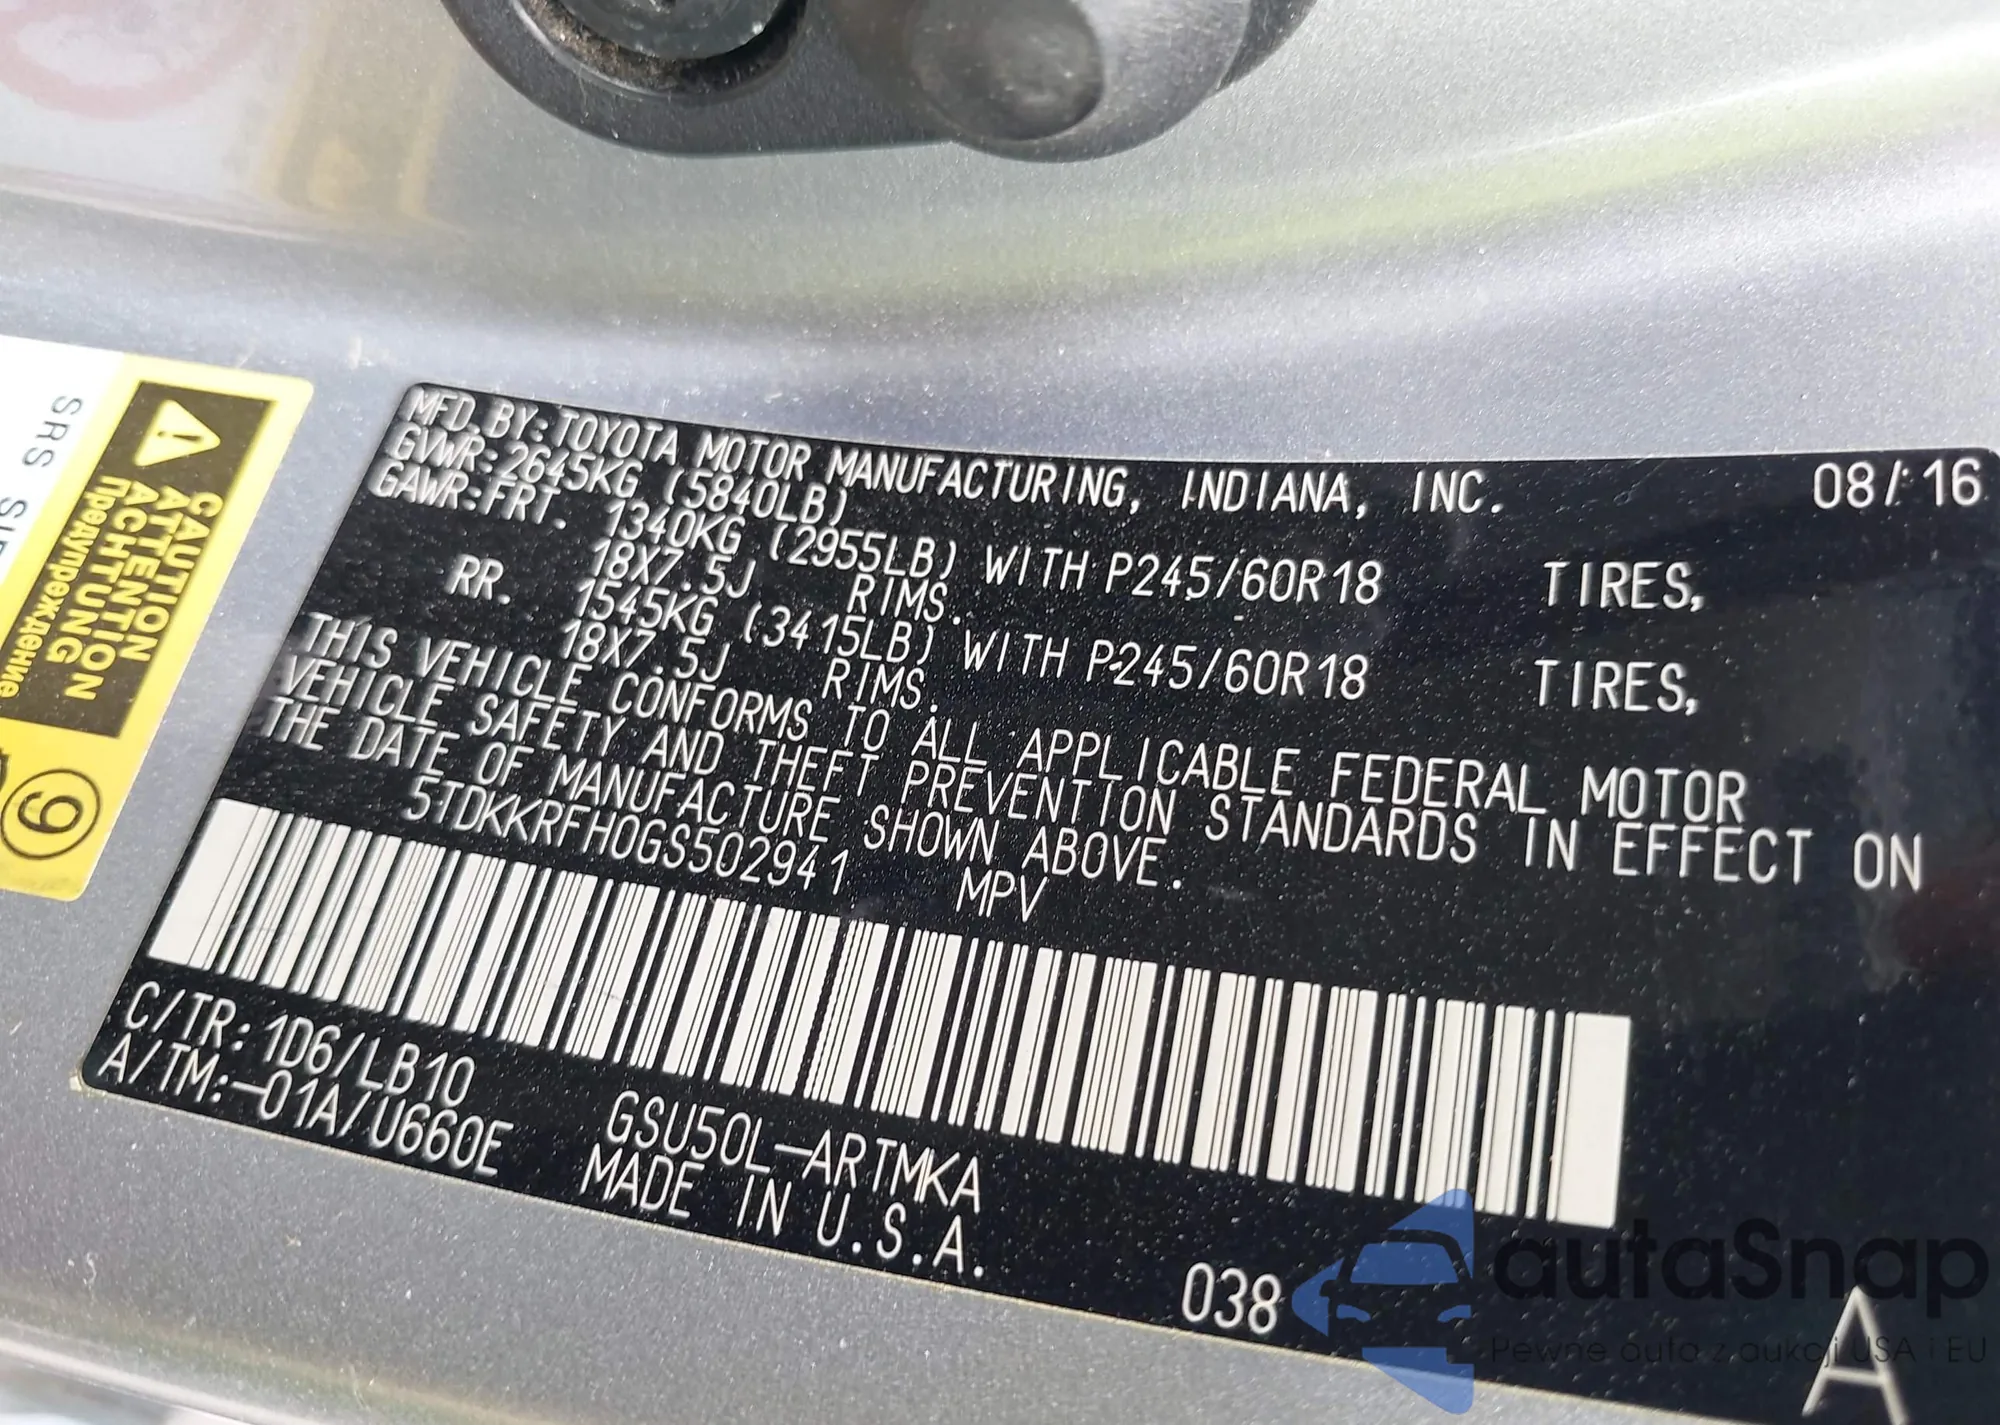 MFD.BY:TOYOTA MOTOR MANUFACTURING, INDIANA, INC. 08/16
GVWR:2645KG (5840LB)
GAWR:FRT. 1340KG (2955LB) WITH P245/60R18 TIRES,
18X7.5J RIMS.
RR. 1545KG (3415LB) WITH P245/60R18 TIRES,
18X7.5J RIMS.
THIS VEHICLE CONFORMS TO ALL APPLICABLE FEDERAL MOTOR
VEHICLE SAFETY AND THEFT PREVENTION STANDARDS IN EFFECT ON
THE DATE OF MANUFACTURE SHOWN ABOVE.
5TDKKRFH0GS502941 MPV
C/TR:1D6/LB10
A/TM:-01A/U660E
GSU50L-ARTMKA
MADE IN U.S.A.
038
A
CAUTION
ATTENTION
ACHTUNG
Предупреждение
SRS
9
autaSnap
Pewne auta z aukcji USA i EU